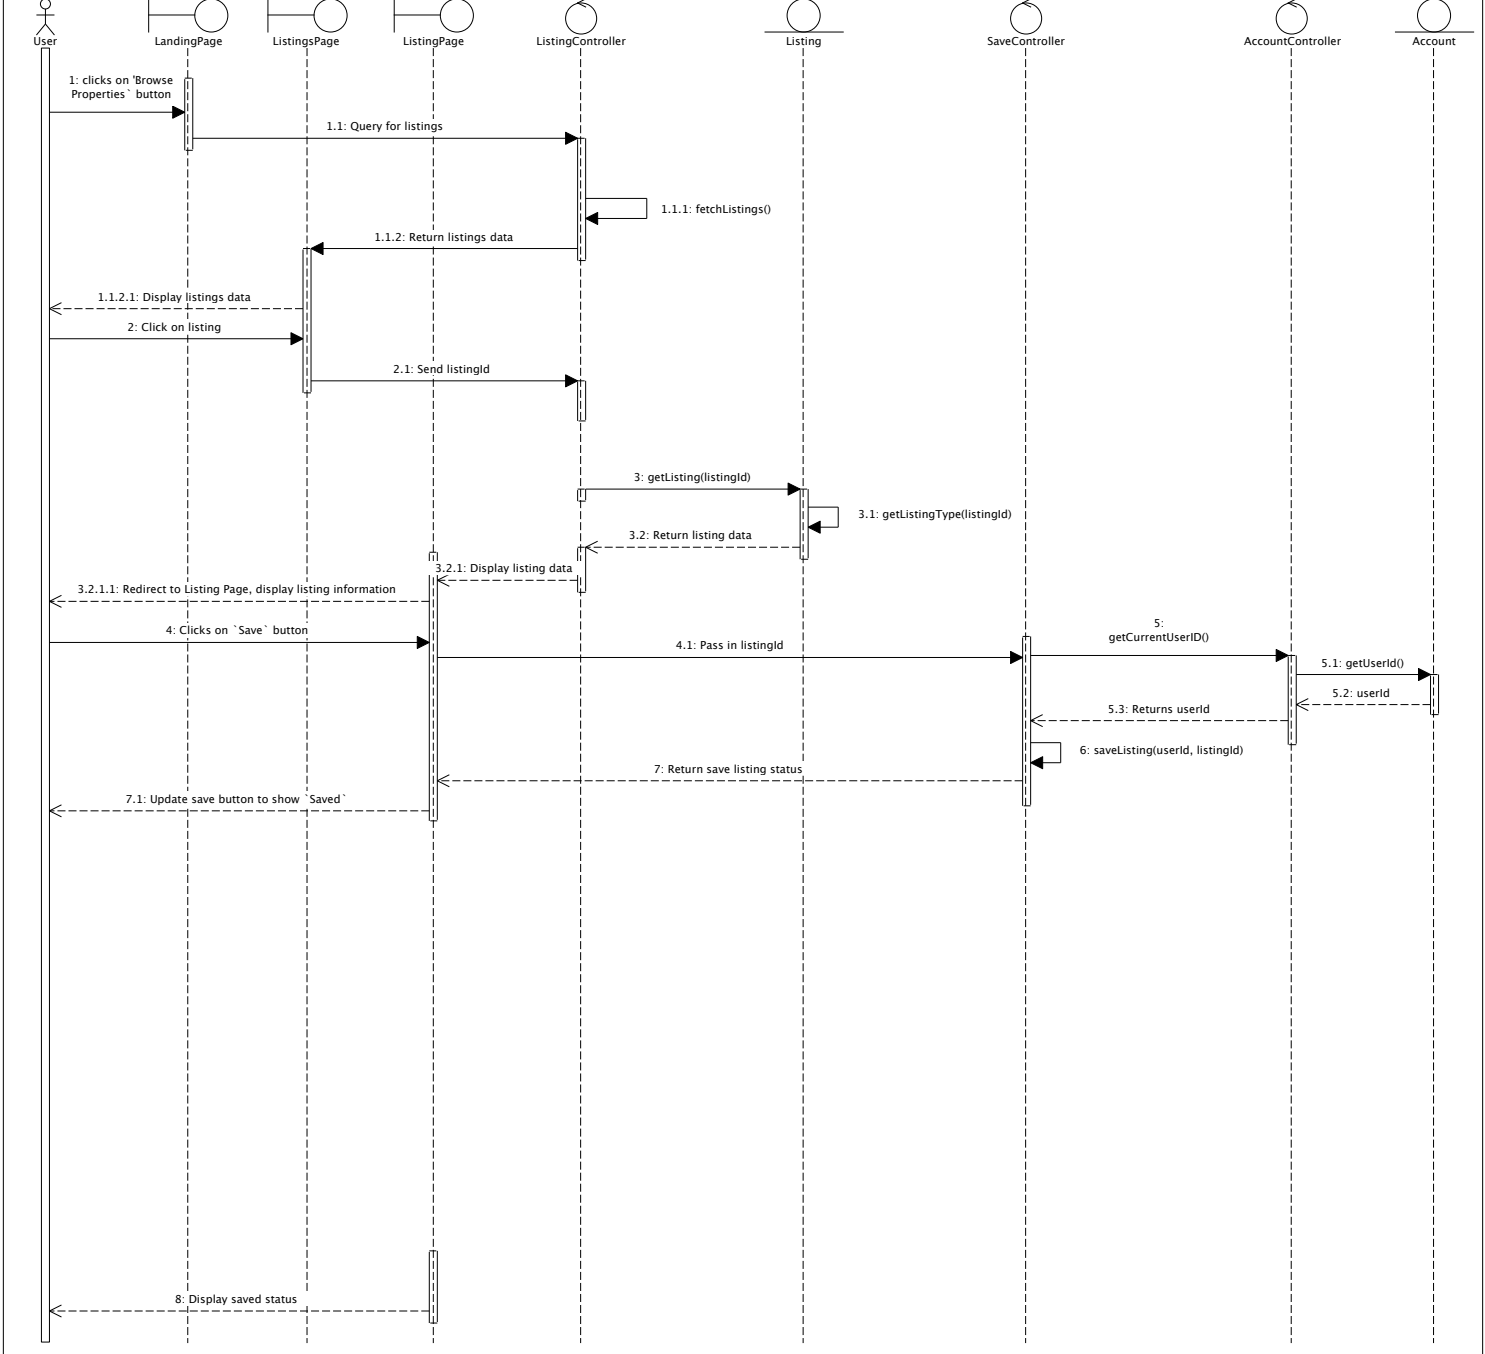 User
LandingPage
ListingsPage
ListingPage
ListingController
Listing
SaveController
AccountController
Account
1: clicks on 'Browse
Properties` button
1.1: Query for listings
1.1.1: fetchListings()
1.1.2: Return listings data
1.1.2.1: Display listings data
2: Click on listing
2.1: Send listingId
3: getListing(listingId)
3.1: getListingType(listingId)
3.2: Return listing data
3.2.1: Display listing data
3.2.1.1: Redirect to Listing Page, display listing information
4: Clicks on `Save` button
4.1: Pass in listingId
5:
getCurrentUserID()
5.1: getUserId()
5.2: userId
5.3: Returns userId
6: saveListing(userId, listingId)
7: Return save listing status
7.1: Update save button to show `Saved`
8: Display saved status